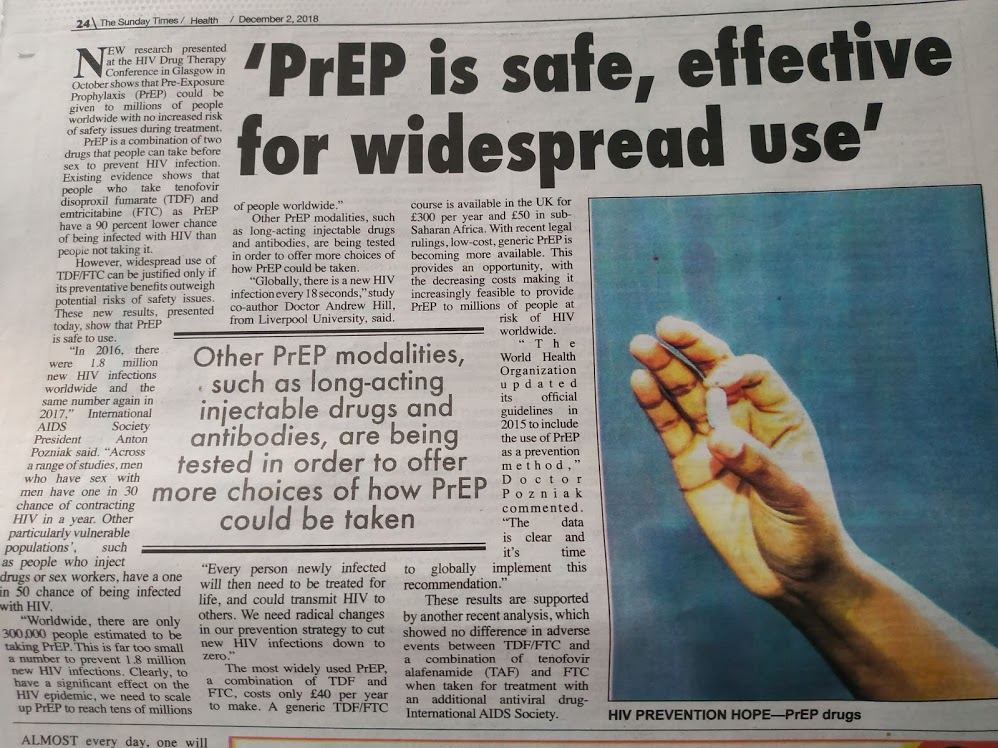 24\ The Sunday Times / Health / December 2, 2018
'PrEP is safe, effective
for widespread use'
NEW research presented
at the HIV Drug Therapy
Conference in Glasgow in
October shows that Pre-Exposure
Prophylaxis (PrEP) could be
given to millions of people
worldwide with no increased risk
of safety issues during treatment.
PrEP is a combination of two
drugs that people can take before
sex to prevent HIV infection.
Existing evidence shows that
people who take tenofovir
disoproxil fumarate (TDF) and
emtricitabine (FTC) as PrEP
have a 90 percent lower chance
of being infected with HIV than
people not taking it.
However, widespread use of
TDF/FTC can be justified only if
its preventative benefits outweigh
potential risks of safety issues.
These new results, presented
today, show that PrEP
is safe to use.
"In 2016, there
were 1.8 million
new HIV infections
worldwide and the
same number again in
2017," International
AIDS Society
President Anton
Pozniak said. "Across
a range of studies, men
who have sex with
men have one in 30
chance of contracting
HIV in a year. Other
particularly vulnerable
populations', such
as people who inject
drugs or sex workers, have a one
in 50 chance of being infected
with HIV.
"Worldwide, there are only
300,000 people estimated to be
taking PrEP. This is far too small
a number to prevent 1.8 million
new HIV infections. Clearly, to
have a significant effect on the
HIV epidemic, we need to scale
up PrEP to reach tens of millions
of people worldwide."
Other PrEP modalities, such
as long-acting injectable drugs
and antibodies, are being tested
in order to offer more choices of
how PrEP could be taken.
"Globally, there is a new HIV
infection every 18 seconds," study
co-author Doctor Andrew Hill,
from Liverpool University, said.
Other PrEP modalities,
such as long-acting
injectable drugs and
antibodies, are being
tested in order to offer
more choices of how PrEP
could be taken
"Every person newly infected
will then need to be treated for
life, and could transmit HIV to
others. We need radical changes
in our prevention strategy to cut
new HIV infections down to
zero."
The most widely used PrEP,
a combination of TDF and
FTC, costs only £40 per year
to make. A generic TDF/FTC
course is available in the UK for
£300 per year and £50 in sub-
Saharan Africa. With recent legal
rulings, low-cost, generic PrEP is
becoming more available. This
provides an opportunity, with
the decreasing costs making it
increasingly feasible to provide
PrEP to millions of people at
risk of HIV
worldwide.
"The
World Health
Organization
updated
its official
guidelines in
2015 to include
the use of PrEP
as a prevention
method,"
Doctor
Pozniak
commented.
"The data
is clear and
it's time
to globally implement this
recommendation."
These results are supported
by another recent analysis, which
showed no difference in adverse
events between TDF/FTC and
a combination of tenofovir
alafenamide (TAF) and FTC
when taken for treatment with
an additional antiviral drug-
International AIDS Society.
HIV PREVENTION HOPE—PrEP drugs
ALMOST every day, one will